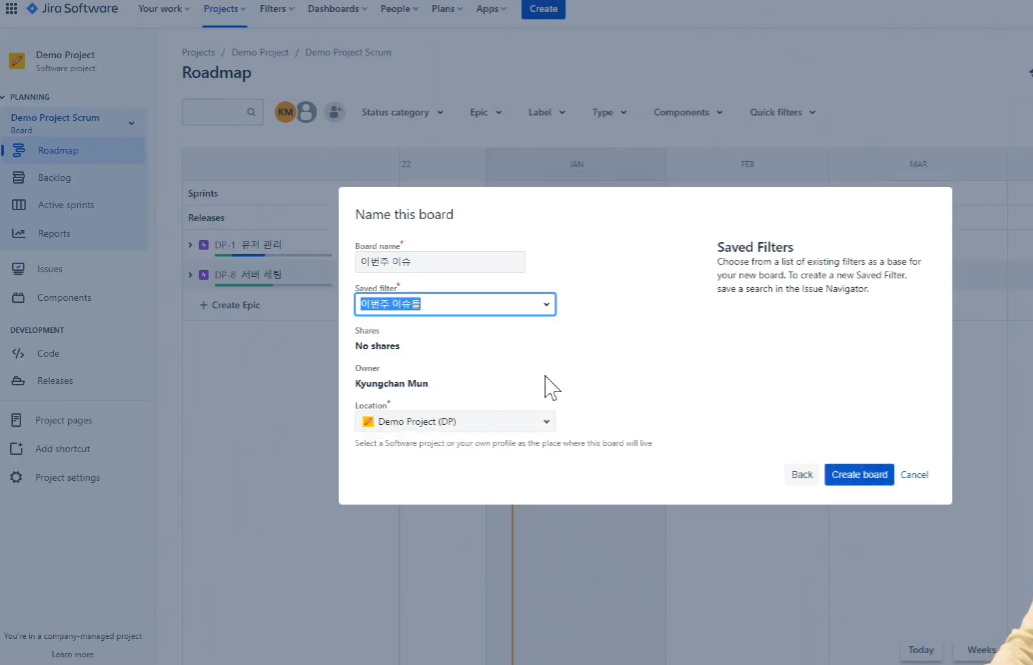 Jira Software
Your work
Projects
Filters
Dashboards
People
Plans
Apps
Create
Demo Project
Software project
PLANNING
Demo Project Scrum
Board
Roadmap
Backlog
Active sprints
Reports
Issues
Components
DEVELOPMENT
Code
Releases
Project pages
Add shortcut
Project settings
You're in a company-managed project
Learn more
Projects / Demo Project / Demo Project Scrum
Roadmap
KM
Status category
Epic
Label
Type
Components
Quick filters
'22
JAN
FEB
MAR
Sprints
Releases
DP-1 유저 관리
DP-8 서버 세팅
+ Create Epic
Name this board
Board name*
이번주 이슈
Saved filter*
이번주 이슈들
Shares
No shares
Owner
Kyungchan Mun
Location*
Demo Project (DP)
Select a Software project or your own profile as the place where this board will live
Saved Filters
Choose from a list of existing filters as a base for
your new board. To create a new Saved Filter,
save a search in the Issue Navigator.
Back
Create board
Cancel
Today
Weeks